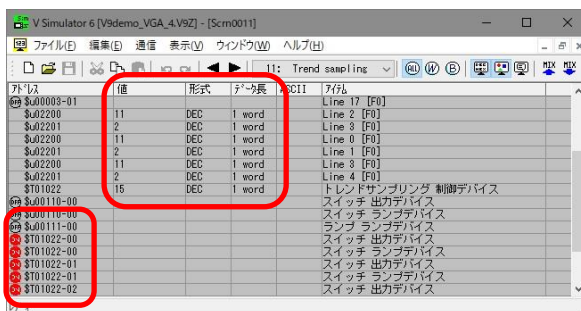 V Simulator 6 [V9demo_VGA_4.V9Z] - [Scrn0011]
ファイル(F) 編集(E) 通信 表示(V) ウィンドウ(W) ヘルプ(H)
11: Trend sampling ALL W B MIX MIX
アドレス 値 形式 データ長 ASCII アイテム
$u00003-01 Line 17 [F0]
$u02200 11 DEC 1 word Line 2 [F0]
$u02201 2 DEC 1 word Line 3 [F0]
$u02200 11 DEC 1 word Line 0 [F0]
$u02201 2 DEC 1 word Line 1 [F0]
$u02200 11 DEC 1 word Line 3 [F0]
$u02201 2 DEC 1 word Line 4 [F0]
$T01022 15 DEC 1 word トレンドサンプリング 制御デバイス
$u00110-00 スイッチ 出力デバイス
$u00110-00 スイッチ ランプデバイス
$u00111-00 ランプ ランプデバイス
$T01022-00 スイッチ 出力デバイス
$T01022-00 スイッチ ランプデバイス
$T01022-01 スイッチ 出力デバイス
$T01022-01 スイッチ ランプデバイス
$T01022-02 スイッチ 出力デバイス